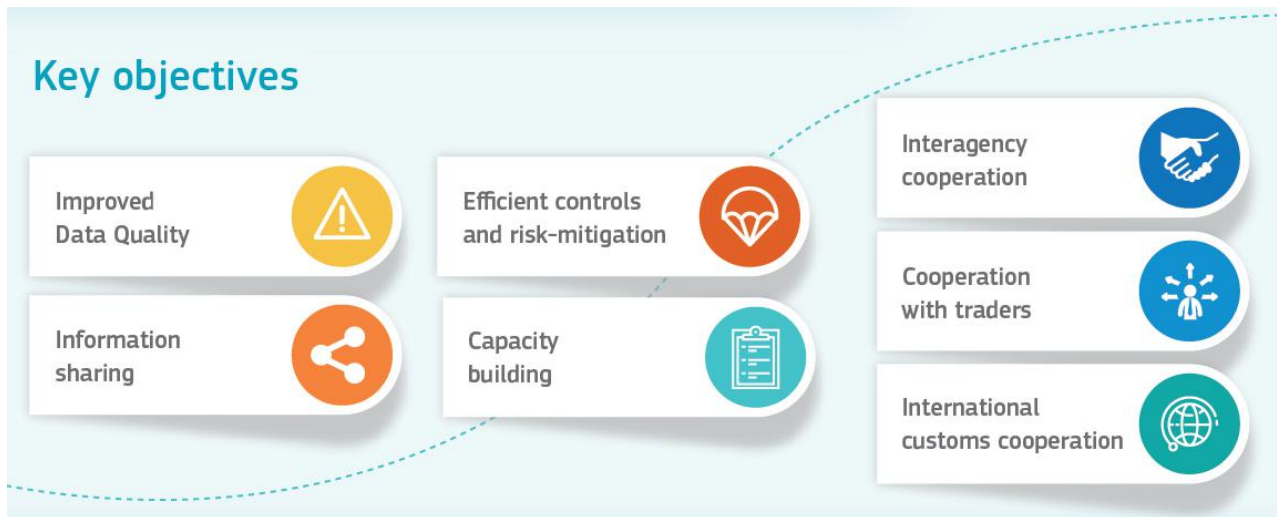 Key objectives
Improved
Data Quality
Information
sharing
Efficient controls
and risk-mitigation
Capacity
building
Interagency
cooperation
Cooperation
with traders
International
customs cooperation